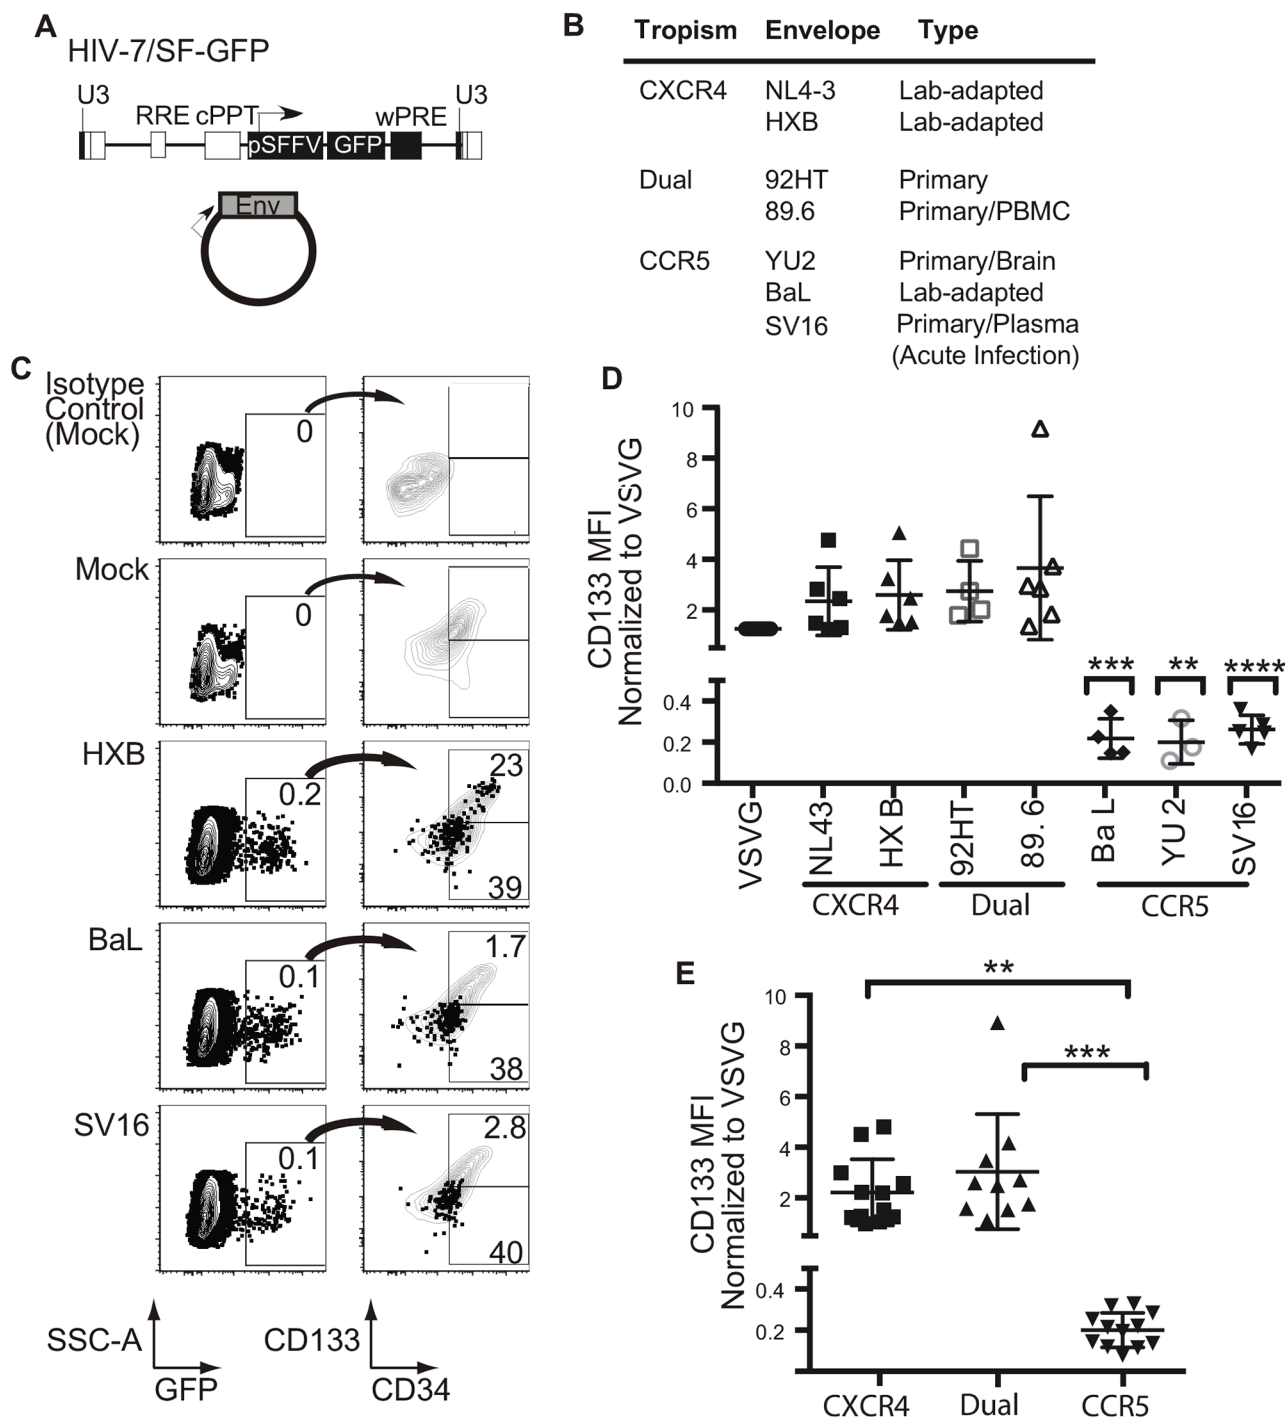 A
HIV-7/SF-GFP
U3
U3
RRE cPPT
wPRE
pSFFV
GFP
Env
B
Tropism Envelope Type
CXCR4 NL4-3 Lab-adapted
HXB Lab-adapted
Dual 92HT Primary
89.6 Primary/PBMC
CCR5 YU2 Primary/Brain
BaL Lab-adapted
SV16 Primary/Plasma
(Acute Infection)
C
Isotype
Control
(Mock)
0
Mock
0
HXB
0.2
23
39
BaL
0.1
1.7
38
SV16
0.1
2.8
40
SSC-A
GFP
CD133
CD34
D
CD133 MFI
Normalized to VSVG
10
8
6
4
2
0.4
0.2
0.0
***
**
****
VSVG
NL43
HX B
92HT
89. 6
Ba L
YU 2
SV16
CXCR4
Dual
CCR5
E
CD133 MFI
Normalized to VSVG
10
8
6
4
2
0.4
0.2
**
***
CXCR4
Dual
CCR5